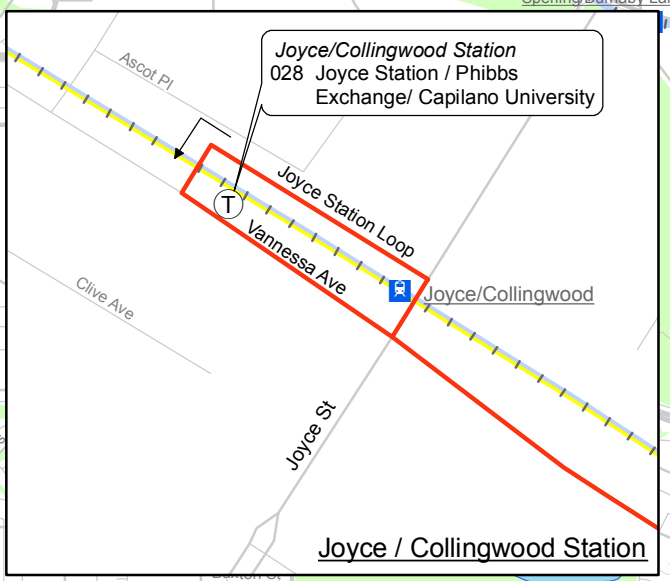 Joyce/Collingwood Station
028 Joyce Station / Phibbs
Exchange/ Capilano University
Ascot Pl
Joyce Station Loop
T
Vannessa Ave
Joyce/Collingwood
Clive Ave
Joyce St
Joyce / Collingwood Station